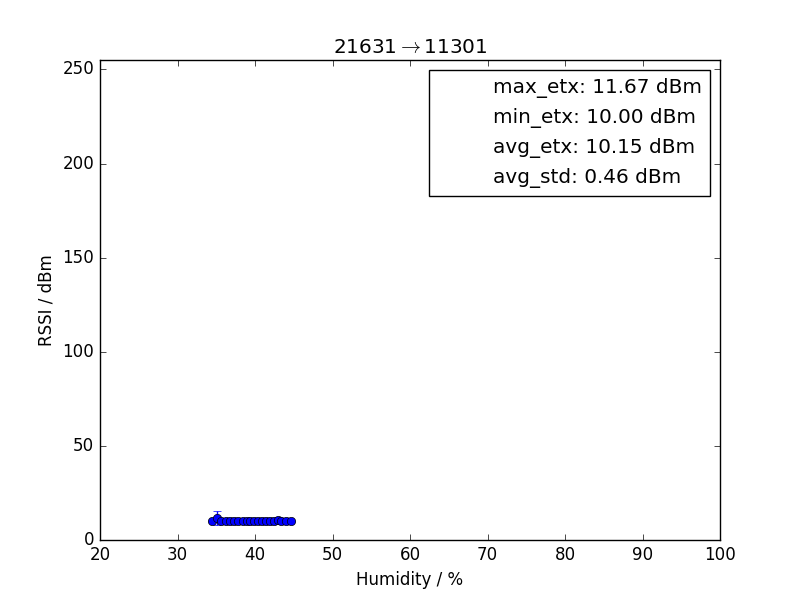 21631→11301
max_etx: 11.67 dBm
min_etx: 10.00 dBm
avg_etx: 10.15 dBm
avg_std: 0.46 dBm
RSSI / dBm
250
200
150
100
50
0
20 30 40 50 60 70 80 90 100
Humidity / %